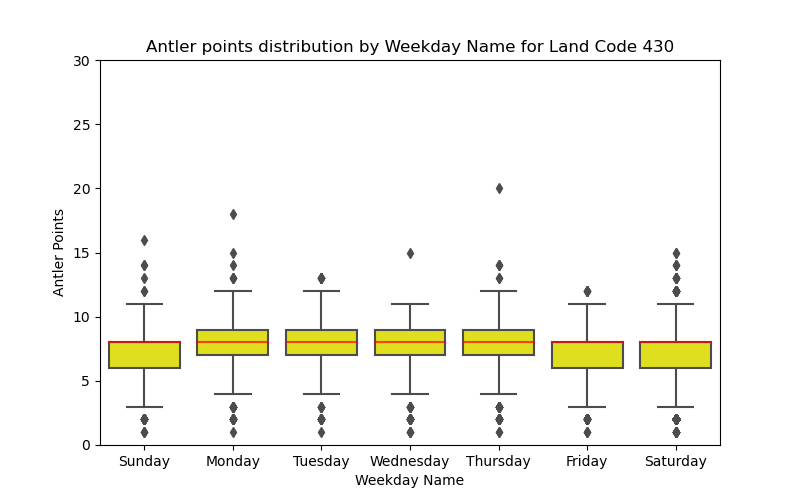 Antler points distribution by Weekday Name for Land Code 430
30
25
20
15
10
5
0
Antler Points
Sunday Monday Tuesday Wednesday Thursday Friday Saturday
Weekday Name